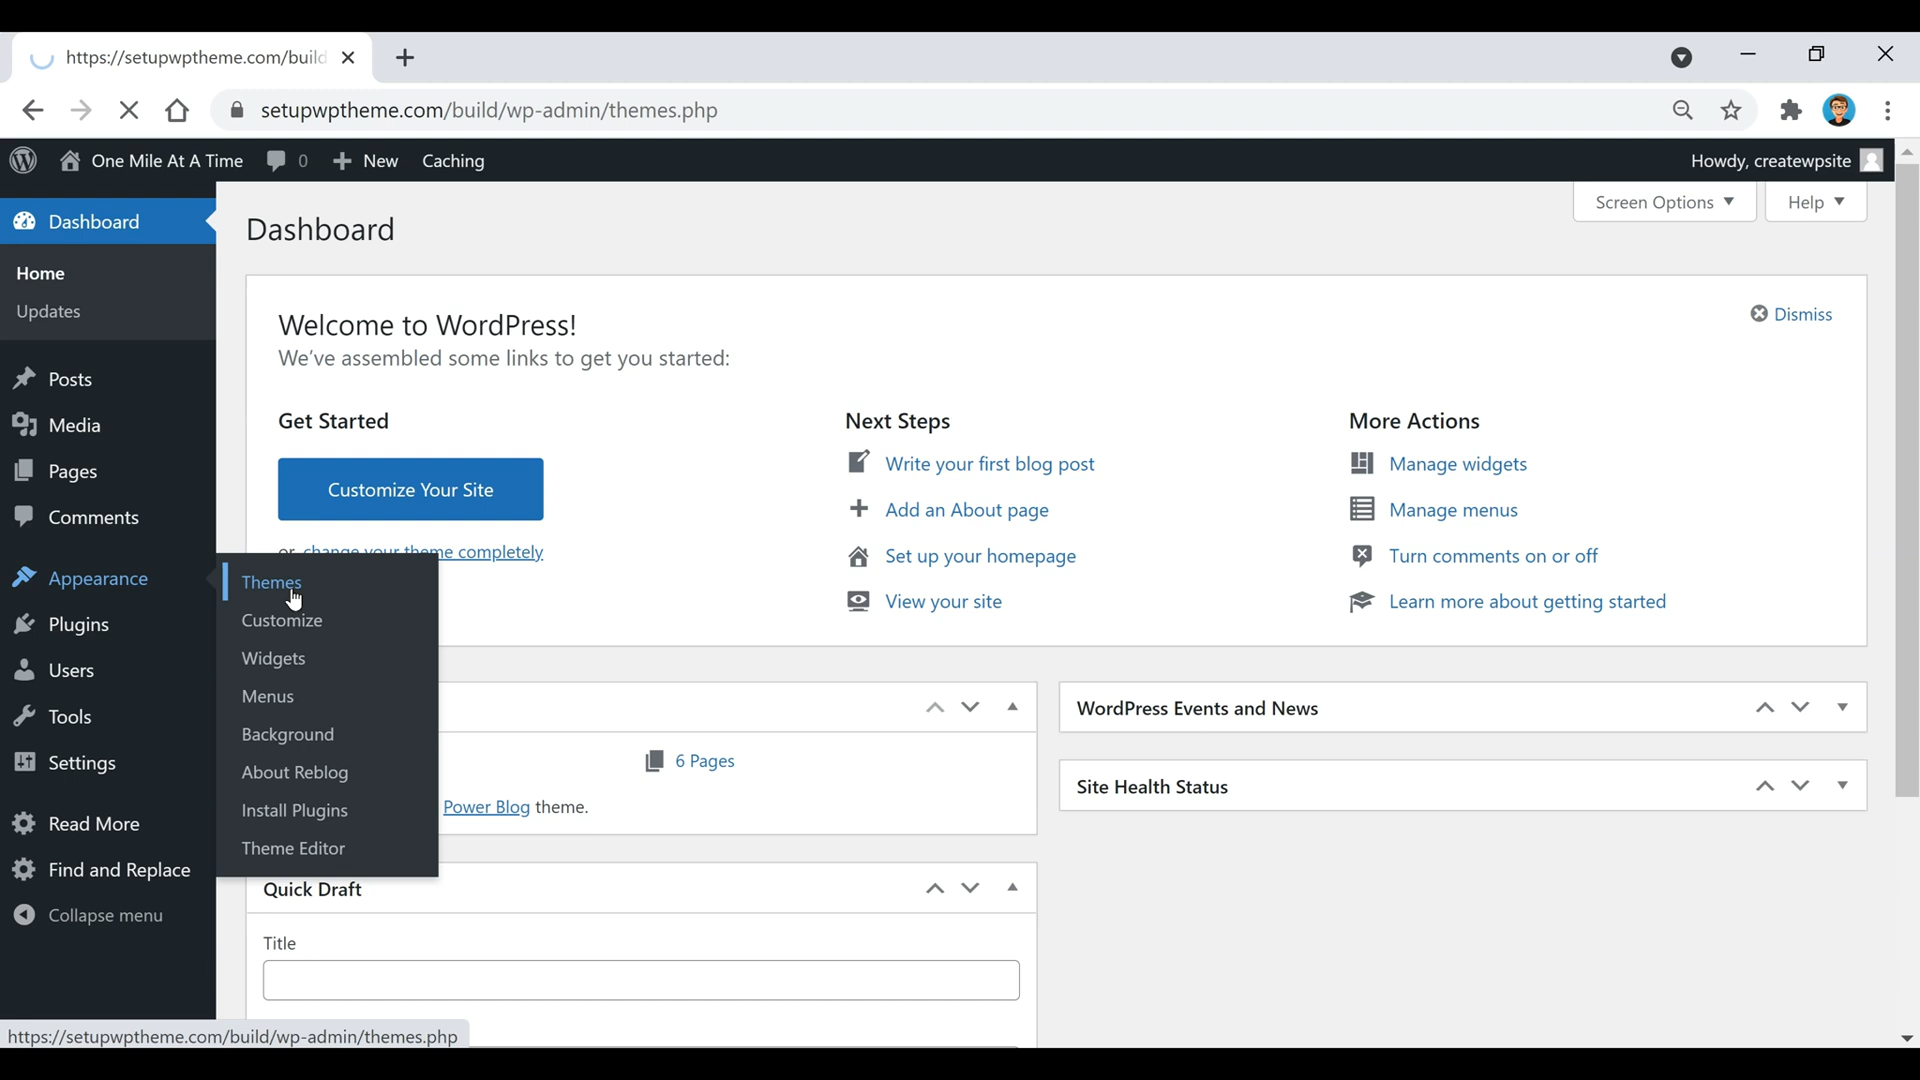 https://setupwptheme.com/build
setupwptheme.com/build/wp-admin/themes.php
One Mile At A Time 0 New Caching Howdy, createwpsite
Screen Options Help
Dashboard
Home
Updates
Posts
Media
Pages
Comments
Appearance
Plugins
Users
Tools
Settings
Read More
Find and Replace
Collapse menu
Themes
Customize
Widgets
Menus
Background
About Reblog
Install Plugins
Theme Editor
Dashboard
Welcome to WordPress!
Dismiss
We've assembled some links to get you started:
Get Started
Customize Your Site
or change your theme completely
Next Steps
Write your first blog post
Add an About page
Set up your homepage
View your site
More Actions
Manage widgets
Manage menus
Turn comments on or off
Learn more about getting started
6 Pages
Power Blog theme.
WordPress Events and News
Site Health Status
Quick Draft
Title
https://setupwptheme.com/build/wp-admin/themes.php